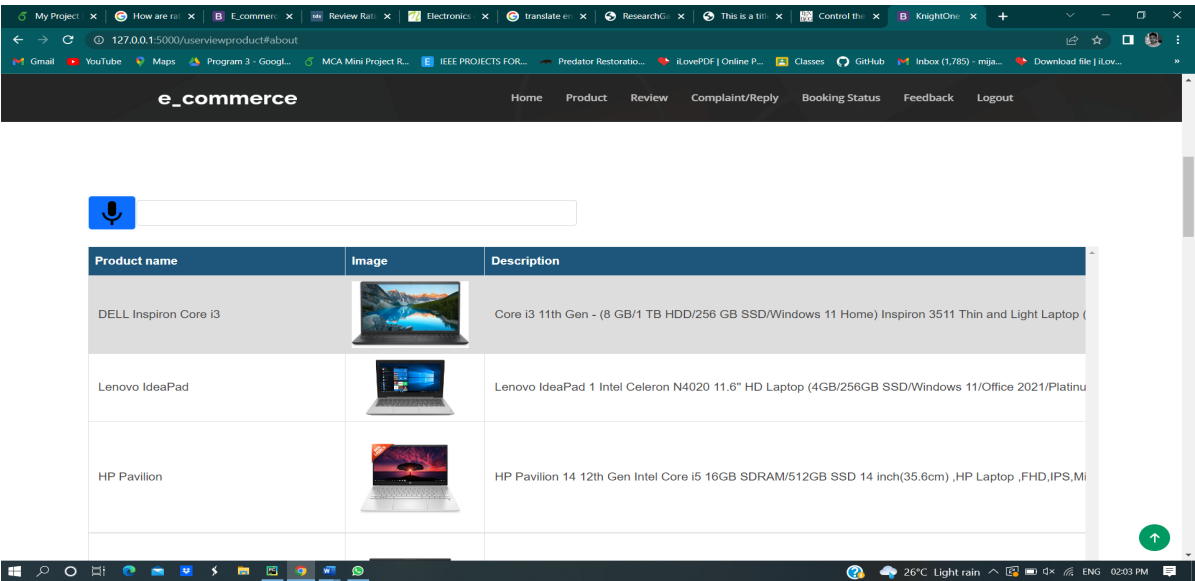 My Project
How are rat
E_commerc
Review Rati
Electronics
translate en
ResearchGa
This is a titl
Control the
KnightOne
127.0.0.1:5000/userviewproduct#about
Gmail YouTube Maps Program 3 - Googl... MCA Mini Project R... IEEE PROJECTS FOR... Predator Restoratio... iLovePDF | Online P... Classes GitHub Inbox (1,785) - mija... Download file | iLov... »
e_commerce Home Product Review Complaint/Reply Booking Status Feedback Logout
Product name Image Description
DELL Inspiron Core i3 Core i3 11th Gen - (8 GB/1 TB HDD/256 GB SSD/Windows 11 Home) Inspiron 3511 Thin and Light Laptop (
Lenovo IdeaPad Lenovo IdeaPad 1 Intel Celeron N4020 11.6" HD Laptop (4GB/256GB SSD/Windows 11/Office 2021/Platinu
HP Pavilion HP Pavilion 14 12th Gen Intel Core i5 16GB SDRAM/512GB SSD 14 inch(35.6cm) ,HP Laptop ,FHD,IPS,Mi
26°C Light rain ENG 02:03 PM